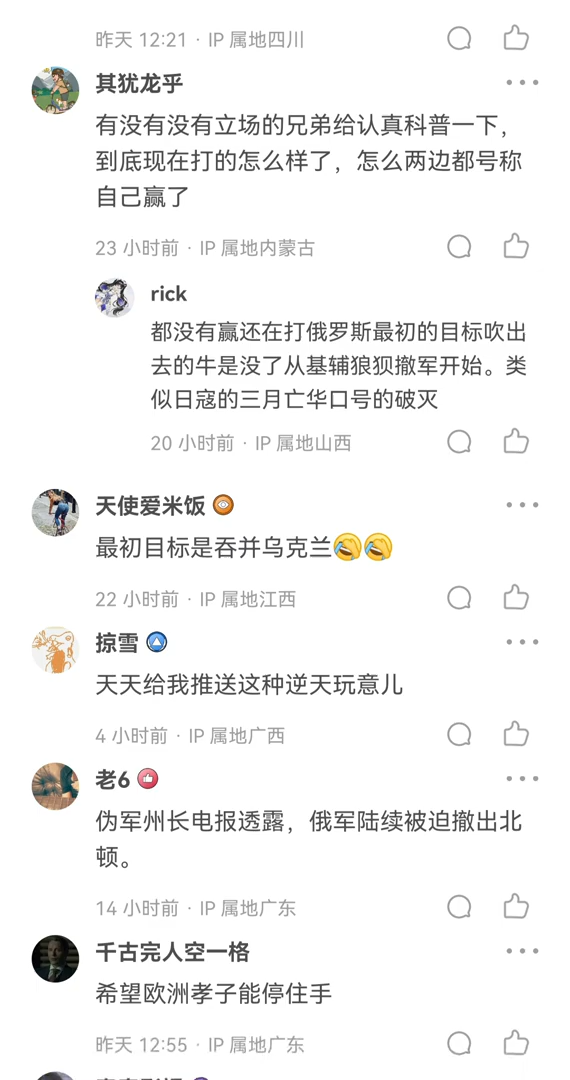 昨天 12:21 · IP 属地四川
其犹龙乎
有没有没有立场的兄弟给认真科普一下，
到底现在打的怎么样了，怎么两边都号称
自己赢了
23 小时前 · IP 属地内蒙古
rick
都没有赢还在打俄罗斯最初的目标吹出
去的牛是没了从基辅狼狈撤军开始。类
似日寇的三月亡华口号的破灭
20 小时前 · IP 属地山西
天使爱米饭
最初目标是吞并乌克兰🤣🤣
22 小时前 · IP 属地江西
掠雪
天天给我推送这种逆天玩意儿
4 小时前 · IP 属地广西
老6
伪军州长电报透露，俄军陆续被迫撤出北
顿。
14 小时前 · IP 属地广东
千古完人空一格
希望欧洲孝子能停住手
昨天 12:55 · IP 属地广东